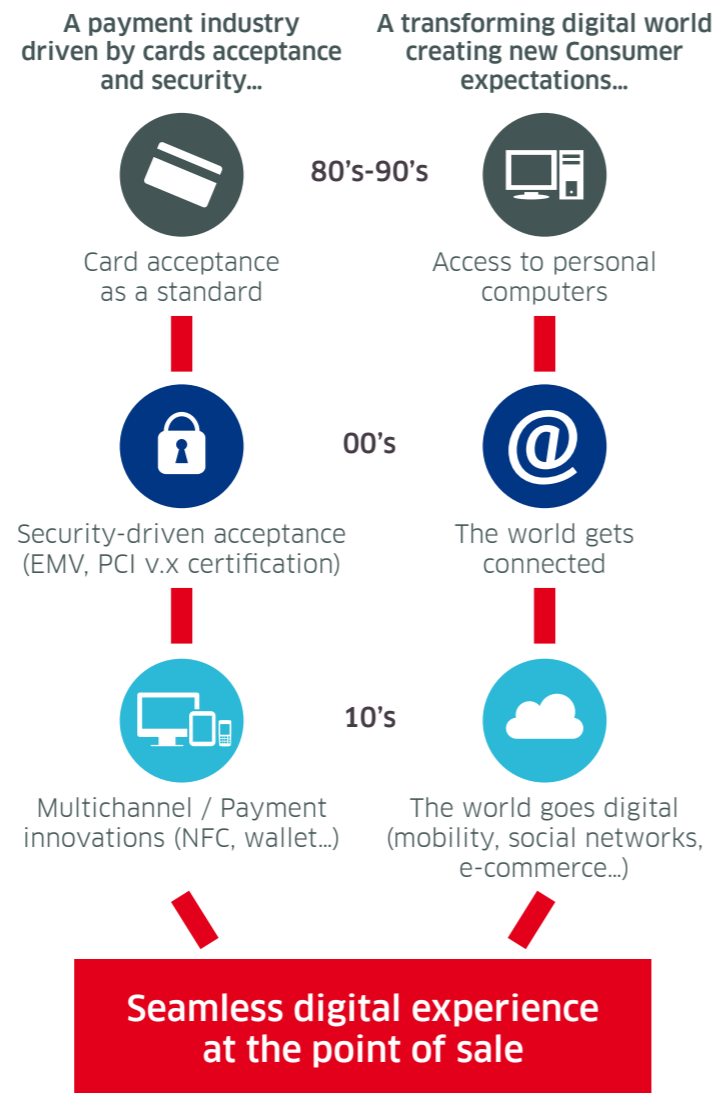 A payment industry
driven by cards acceptance
and security...
A transforming digital world
creating new Consumer
expectations...
80's-90's
Card acceptance
as a standard
Access to personal
computers
00's
@
Security-driven acceptance
(EMV, PCI v.x certification)
The world gets
connected
10's
Multichannel / Payment
innovations (NFC, wallet...)
The world goes digital
(mobility, social networks,
e-commerce...)
Seamless digital experience
at the point of sale